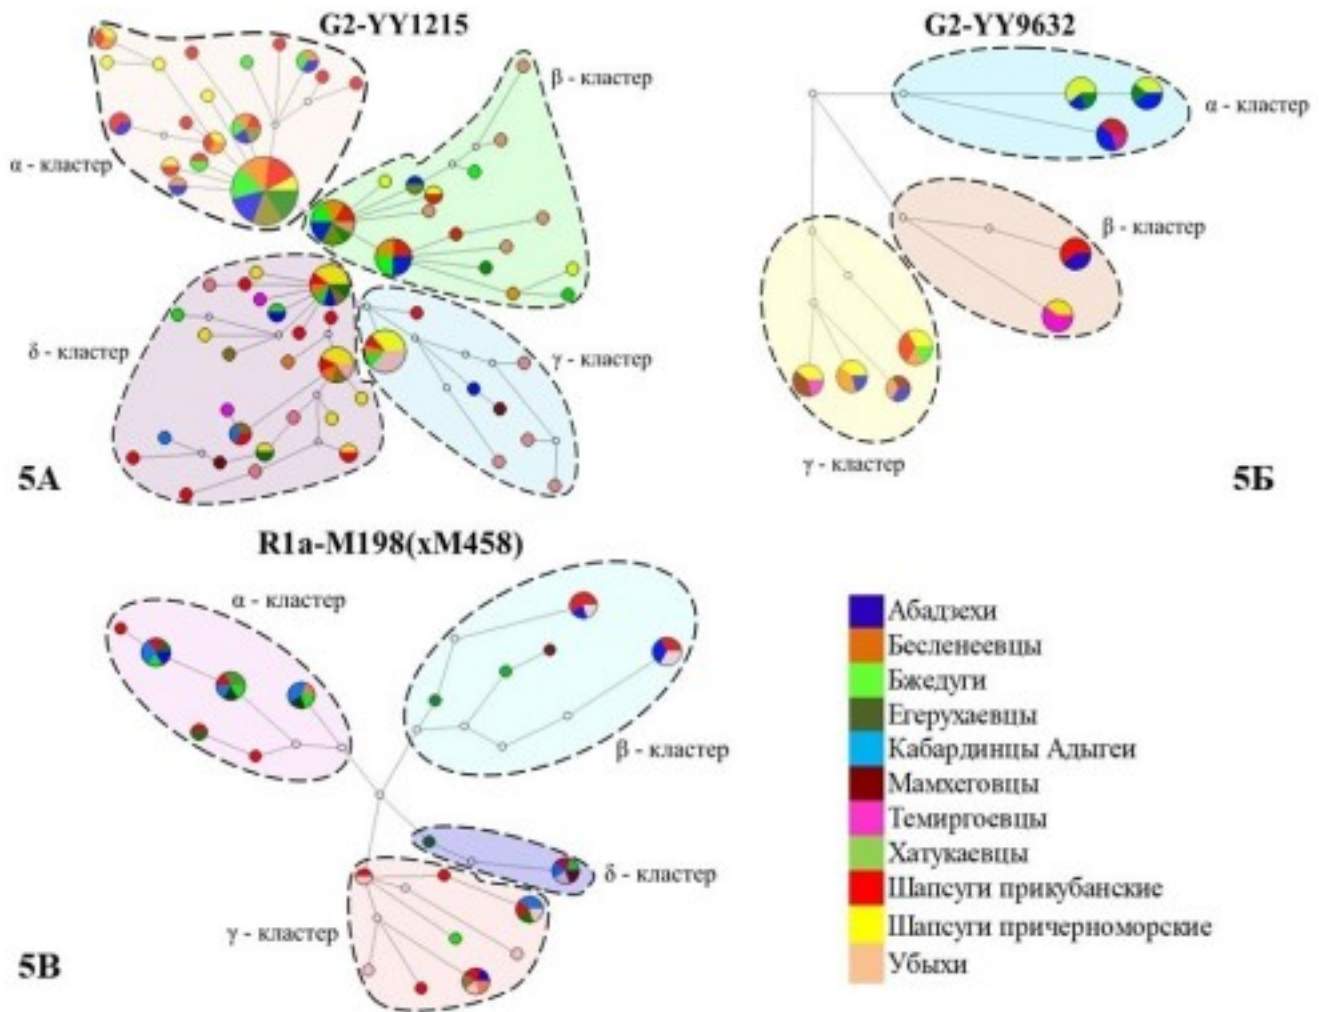 G2-YY1215
α - кластер
β - кластер
δ - кластер
γ - кластер
5А
G2-YY9632
α - кластер
β - кластер
γ - кластер
5Б
R1a-M198(xM458)
α - кластер
β - кластер
δ - кластер
γ - кластер
5В
Абадзехи
Бесленеевцы
Бжедуги
Егерухаевцы
Кабардинцы Адыгеи
Мамхеговцы
Темиргоевцы
Хатукаевцы
Шапсуги прикубанские
Шапсуги причерноморские
Убыхи